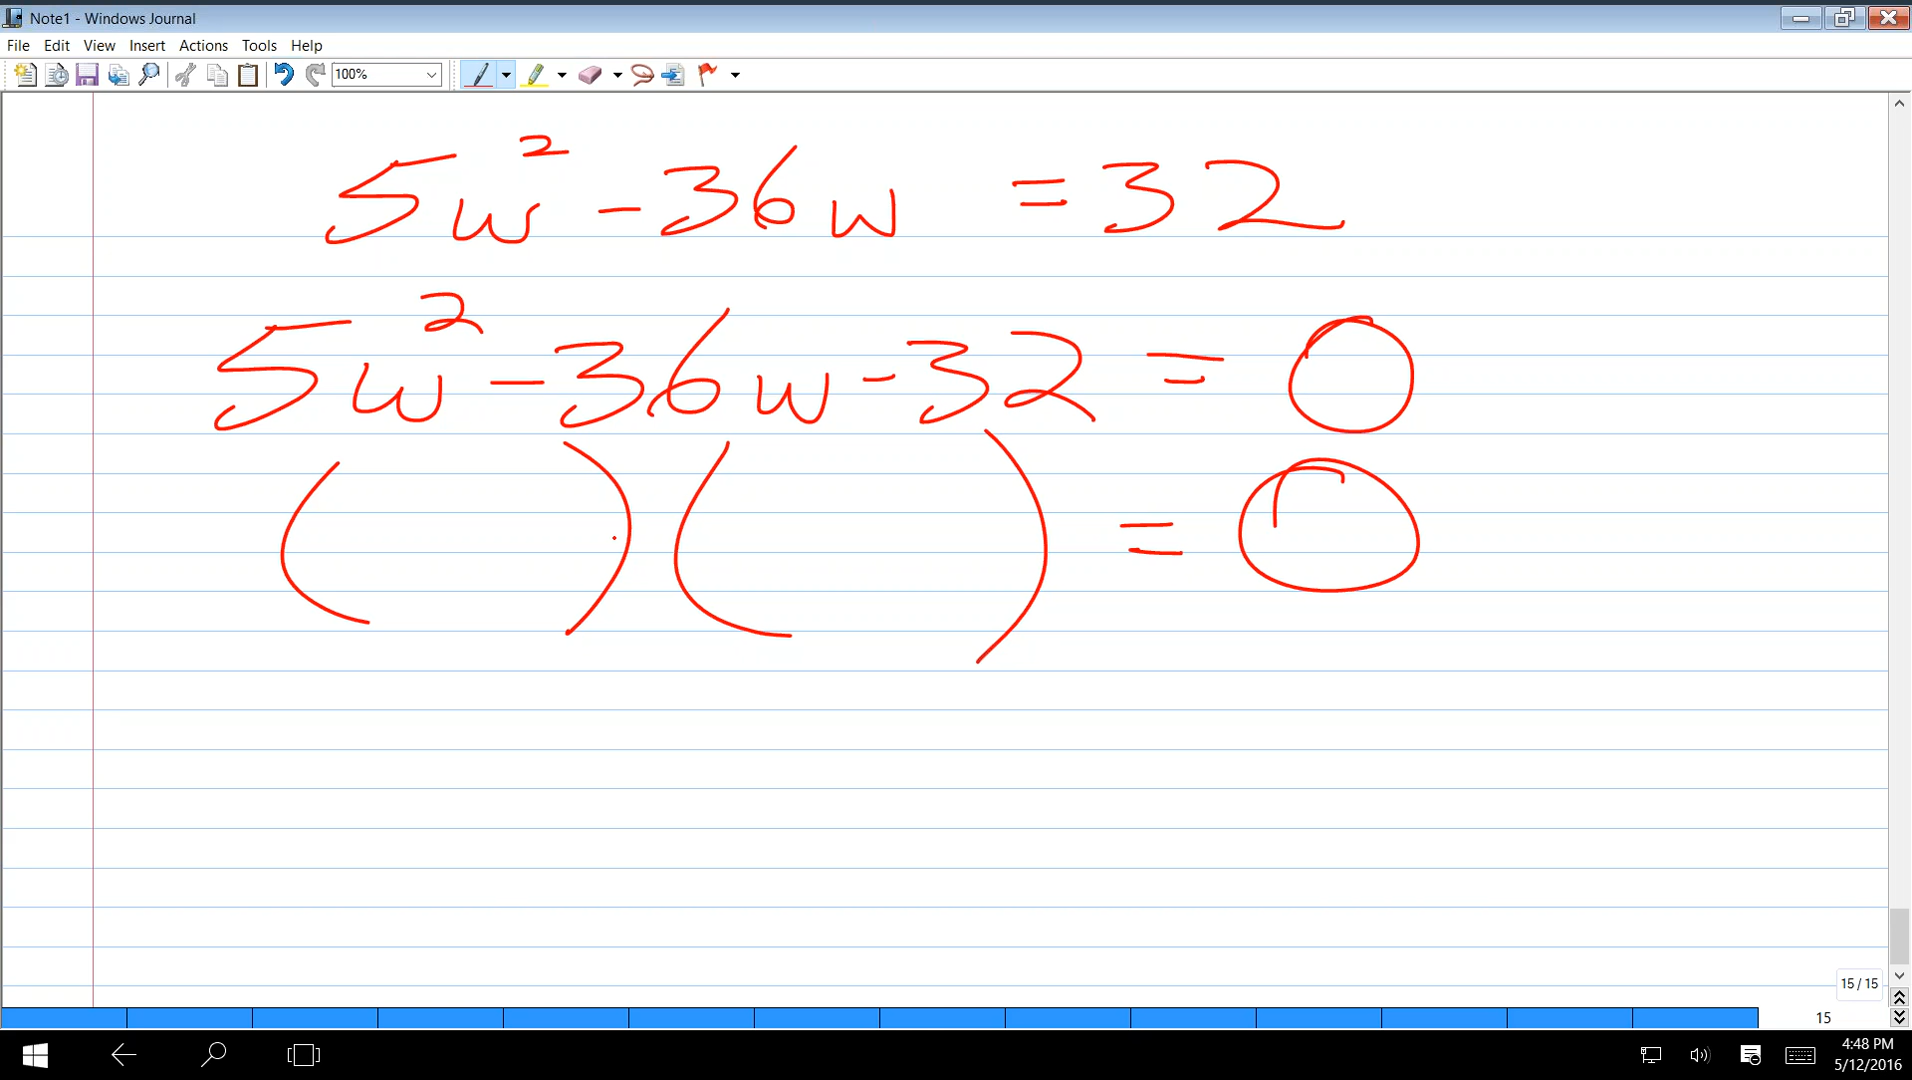 Note1 - Windows Journal
File Edit View Insert Actions Tools Help
100%
5w² - 36w = 32
5w² - 36w - 32 = 0
( ) ( ) = 0
15 / 15
15
4:48 PM
5/12/2016